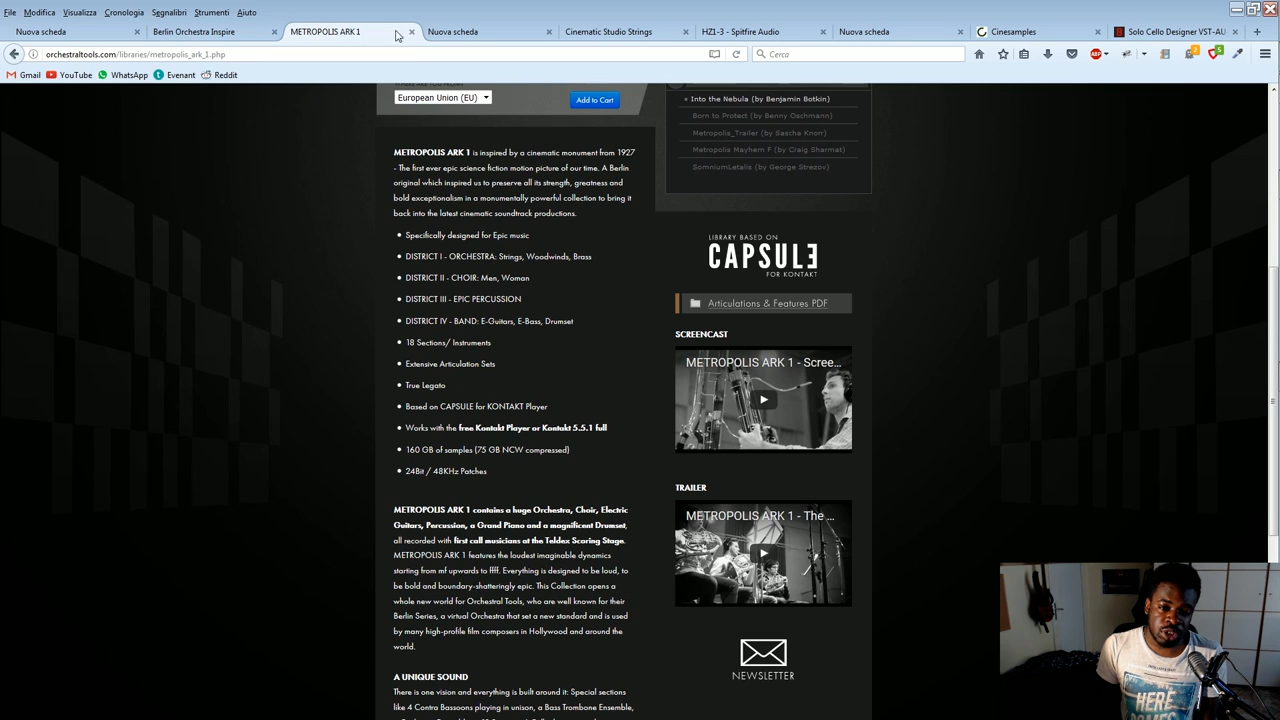 File Modifica Visualizza Cronologia Segnalibri Strumenti Aiuto
Nuova scheda
Berlin Orchestra Inspire
METROPOLIS ARK 1
Nuova scheda
Cinematic Studio Strings
HZ1-3 - Spitfire Audio
Nuova scheda
Cinesamples
Solo Cello Designer VST-AU
orchestraltools.com/libraries/metropolis_ark_1.php
Cerca
Gmail YouTube WhatsApp Evenant Reddit
European Union (EU)
Add to Cart
METROPOLIS ARK 1 is inspired by a cinematic monument from 1927
- The first ever epic science fiction motion picture of our time. A Berlin
original which inspired us to preserve all its strength, greatness and
bold exceptionalism in a monumentally powerful collection to bring it
back into the latest cinematic soundtrack productions.
Specifically designed for Epic music
DISTRICT I - ORCHESTRA: Strings, Woodwinds, Brass
DISTRICT II - CHOIR: Men, Woman
DISTRICT III - EPIC PERCUSSION
DISTRICT IV - BAND: E-Guitars, E-Bass, Drumset
18 Sections/ Instruments
Extensive Articulation Sets
True Legato
Based on CAPSULE for KONTAKT Player
Works with the free Kontakt Player or Kontakt 5.5.1 full
160 GB of samples (75 GB NCW compressed)
24Bit / 48KHz Patches
METROPOLIS ARK 1 contains a huge Orchestra, Choir, Electric
Guitars, Percussion, a Grand Piano and a magnificent Drumset,
all recorded with first call musicians at the Teldex Scoring Stage.
METROPOLIS ARK 1 features the loudest imaginable dynamics
starting from mf upwards to ffff. Everything is designed to be loud, to
be bold and boundary-shatteringly epic. This Collection opens a
whole new world for Orchestral Tools, who are well known for their
Berlin Series, a virtual Orchestra that set a new standard and is used
by many high-profile film composers in Hollywood and around the
world.
A UNIQUE SOUND
There is one vision and everything is built around it: Special sections
like 4 Contra Bassoons playing in unison, a Bass Trombone Ensemble,
Into the Nebula (by Benjamin Botkin)
Born to Protect (by Benny Oschmann)
Metropolis_Trailer (by Sascha Knorr)
Metropolis Mayhem F (by Craig Sharmat)
SomniumLetalis (by George Strezov)
LIBRARY BASED ON
CAPSULE
FOR KONTAKT
Articulations & Features PDF
SCREENCAST
METROPOLIS ARK 1 - Scree...
TRAILER
METROPOLIS ARK 1 - The ...
NEWSLETTER
HERE